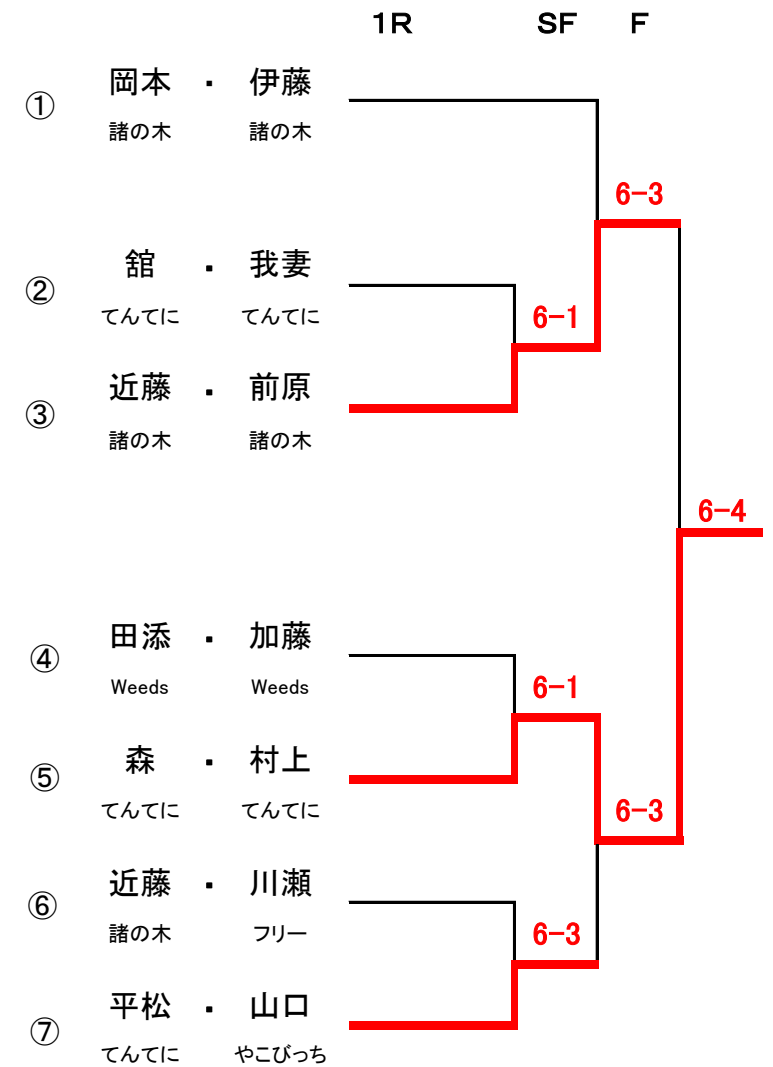 1R SF F
① 岡本 ・ 伊藤
諸の木 諸の木
6-3
② 舘 ・ 我妻
てんてに てんてに
6-1
③ 近藤 ・ 前原
諸の木 諸の木
6-4
④ 田添 ・ 加藤
Weeds Weeds
6-1
⑤ 森 ・ 村上
てんてに てんてに
6-3
⑥ 近藤 ・ 川瀬
諸の木 フリー
6-3
⑦ 平松 ・ 山口
てんてに やこびっち